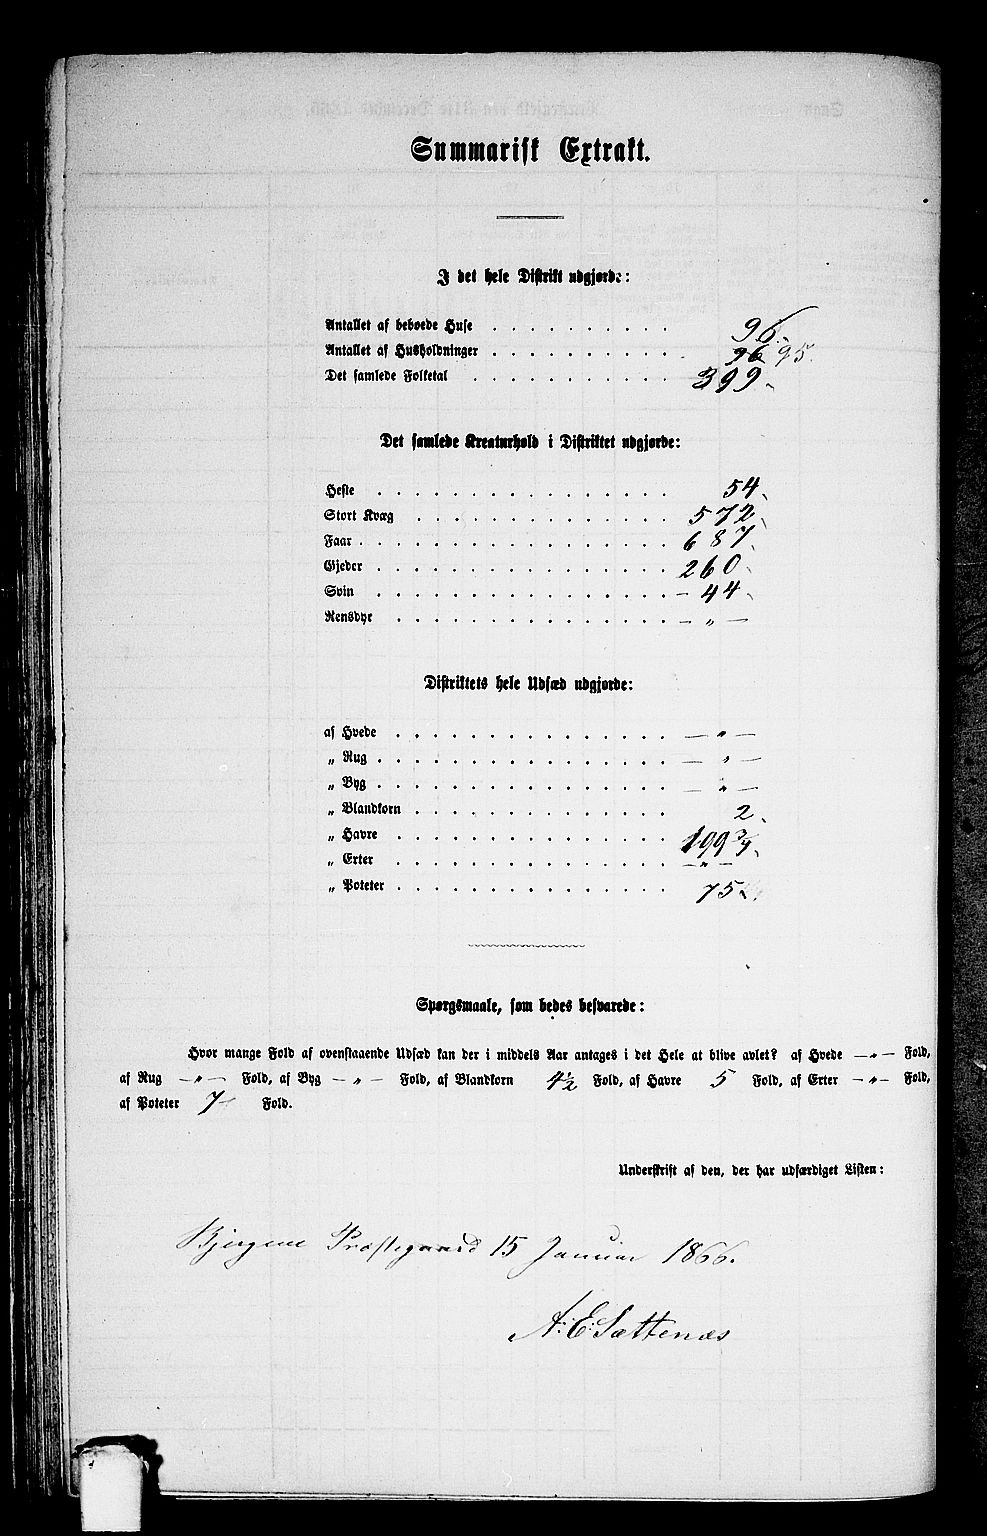 Summarisk Extrakt.
I det hele Distrikt udgjorde:
Antallet af beboede Huse . . . . . . . 96.
Antallet af Husholdninger . . . . . . . 96 95.
Det samlede Folketal . . . . . . . 399.
Det samlede Kreaturhold i Distriktet udgjorde:
Heste . . . . . . . . . . . 54.
Stort Kvæg . . . . . . . . . . 572.
Faar . . . . . . . . . . . . 687.
Gjeder . . . . . . . . . . . 260.
Svin . . . . . . . . . . . – 44.
Rensdyr . . . . . . . . . . – „ –
Distriktets hele Udsæd udgjorde:
af Hvede . . . . . . . . . . – „ –
„ Rug . . . . . . . . . . . – „ –
„ Byg . . . . . . . . . . . – „ –
„ Blandkorn . . . . . . . . . . 2.
„ Havre . . . . . . . . . . 199 3/4.
„ Erter . . . . . . . . . . – „ –
„ Poteter . . . . . . . . . . 75
Spørgsmaale, som bedes besvarede:
Hvor mange Fold af ovenstaaende Udsæd kan der i middels Aar antages i det Hele at blive avlet? af Hvede – „ – Fold,
af Rug – „ – Fold, af Byg – „ – Fold, af Blandkorn 4½ Fold, af Havre 5 Fold, af Erter – „ – Fold,
af Poteter 7 Fold.
Underskrift af den, der har udfærdiget Listen:
Præstegaard 15 Januar 1866.
A: E: Sættenæs